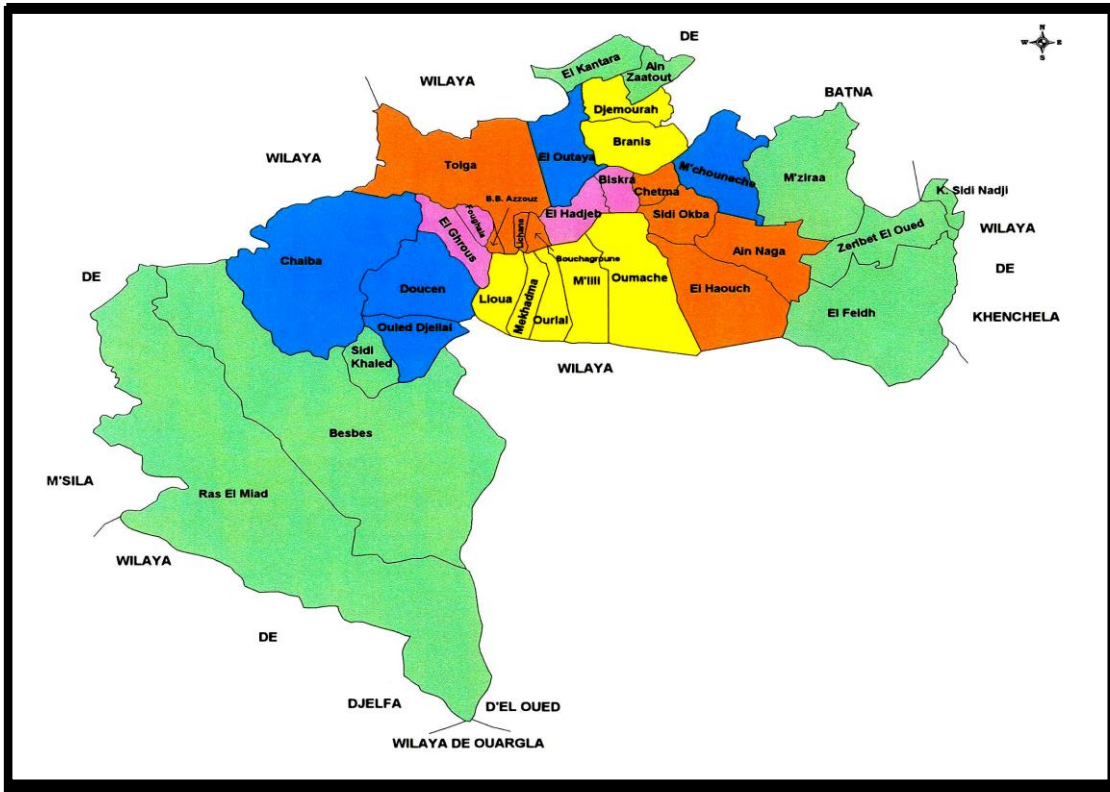 N
W E
S
DE
WILAYA
BATNA
WILAYA
El Kantara
Ain
Zaatout
Djemourah
Branis
El Outaya
Tolga
M'chouneche
M'ziraa
K. Sidi Nadji
Biskra
Chetma
B.B. Azzouz
Foughala
El Ghrous
Lichana
El Hadjeb
Sidi Okba
Zeribet El Oued
WILAYA
DE
KHENCHELA
Ain Naga
Bouchagroune
Chaiba
DE
Doucen
Lioua
Mekhadma
Ourlal
M'lili
Oumache
El Haouch
El Feidh
Ouled Djellal
Sidi
Khaled
WILAYA
Besbes
M'SILA
Ras El Miad
WILAYA
DE
DJELFA
D'EL OUED
WILAYA DE OUARGLA